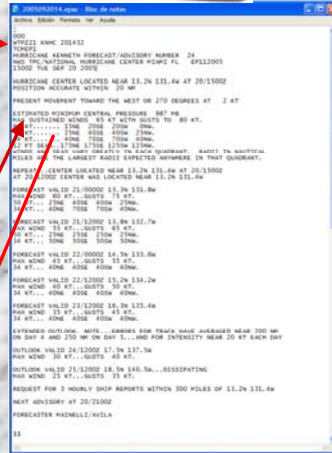 2005092014.epac - Bloc de notas
Archivo Edición Formato Ver Ayuda
000
WTPZ21 KNHC 201432
TCMEP1
HURRICANE KENNETH FORECAST/ADVISORY NUMBER 24
NWS TPC/NATIONAL HURRICANE CENTER MIAMI FL EP112005
1500Z TUE SEP 20 2005
HURRICANE CENTER LOCATED NEAR 13.2N 131.4W AT 20/1500Z
POSITION ACCURATE WITHIN 20 NM
PRESENT MOVEMENT TOWARD THE WEST OR 270 DEGREES AT 2 KT
ESTIMATED MINIMUM CENTRAL PRESSURE 987 MB
MAX SUSTAINED WINDS 65 KT WITH GUSTS TO 80 KT.
KT....... 15NE 20SE 20SW 0NW.
KT....... 25NE 40SE 40SW 25NW.
KT....... 40NE 70SE 70SW 40NW.
12 FT SEAS..175NE 175SE 125SW 125NW.
WINDS AND SEAS VARY GREATLY IN EACH QUADRANT. RADII IN NAUTICAL
MILES ARE THE LARGEST RADII EXPECTED ANYWHERE IN THAT QUADRANT.
REPEAT...CENTER LOCATED NEAR 13.2N 131.4W AT 20/1500Z
AT 20/1200Z CENTER WAS LOCATED NEAR 13.2N 131.4W
FORECAST VALID 21/0000Z 13.3N 131.8W
MAX WIND 60 KT...GUSTS 75 KT.
50 KT... 25NE 40SE 40SW 25NW.
34 KT... 40NE 70SE 70SW 40NW.
FORECAST VALID 21/1200Z 13.8N 132.7W
MAX WIND 55 KT...GUSTS 65 KT.
50 KT... 25NE 25SE 25SW 25NW.
34 KT... 50NE 50SE 50SW 50NW.
FORECAST VALID 22/0000Z 14.5N 133.6W
MAX WIND 45 KT...GUSTS 55 KT.
34 KT... 40NE 40SE 40SW 40NW.
FORECAST VALID 22/1200Z 15.2N 134.2W
MAX WIND 40 KT...GUSTS 50 KT.
34 KT... 40NE 40SE 40SW 40NW.
FORECAST VALID 23/1200Z 16.3N 135.4W
MAX WIND 35 KT...GUSTS 45 KT.
34 KT... 40NE 40SE 40SW 40NW.
EXTENDED OUTLOOK. NOTE...ERRORS FOR TRACK HAVE AVERAGED NEAR 200 NM
ON DAY 4 AND 250 NM ON DAY 5...AND FOR INTENSITY NEAR 20 KT EACH DAY
OUTLOOK VALID 24/1200Z 17.5N 137.5W
MAX WIND 30 KT...GUSTS 40 KT.
OUTLOOK VALID 25/1200Z 18.5N 140.5W...DISSIPATING
MAX WIND 25 KT...GUSTS 35 KT.
REQUEST FOR 3 HOURLY SHIP REPORTS WITHIN 300 MILES OF 13.2N 131.4W
NEXT ADVISORY AT 20/2100Z
FORECASTER MAINELLI/AVILA